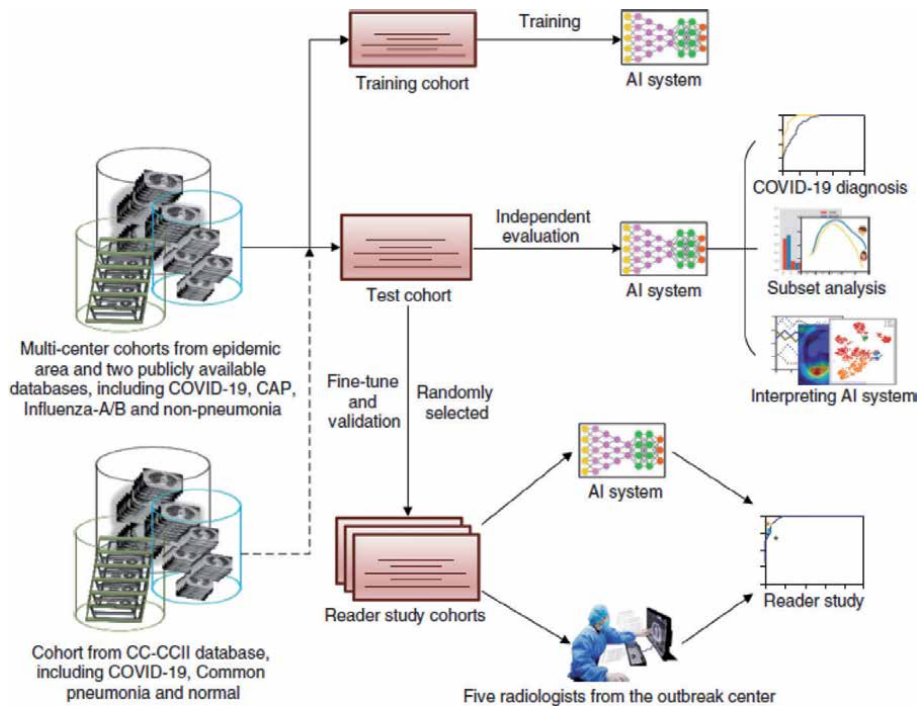 Training
Training cohort
AI system
COVID-19 diagnosis
Independent
evaluation
Test cohort
AI system
Subset analysis
Multi-center cohorts from epidemic
area and two publicly available
databases, including COVID-19, CAP,
Influenza-A/B and non-pneumonia
Fine-tune
and
validation
Randomly
selected
Interpreting AI system
AI system
Reader study cohorts
Reader study
Cohort from CC-CCII database,
including COVID-19, Common
pneumonia and normal
Five radiologists from the outbreak center